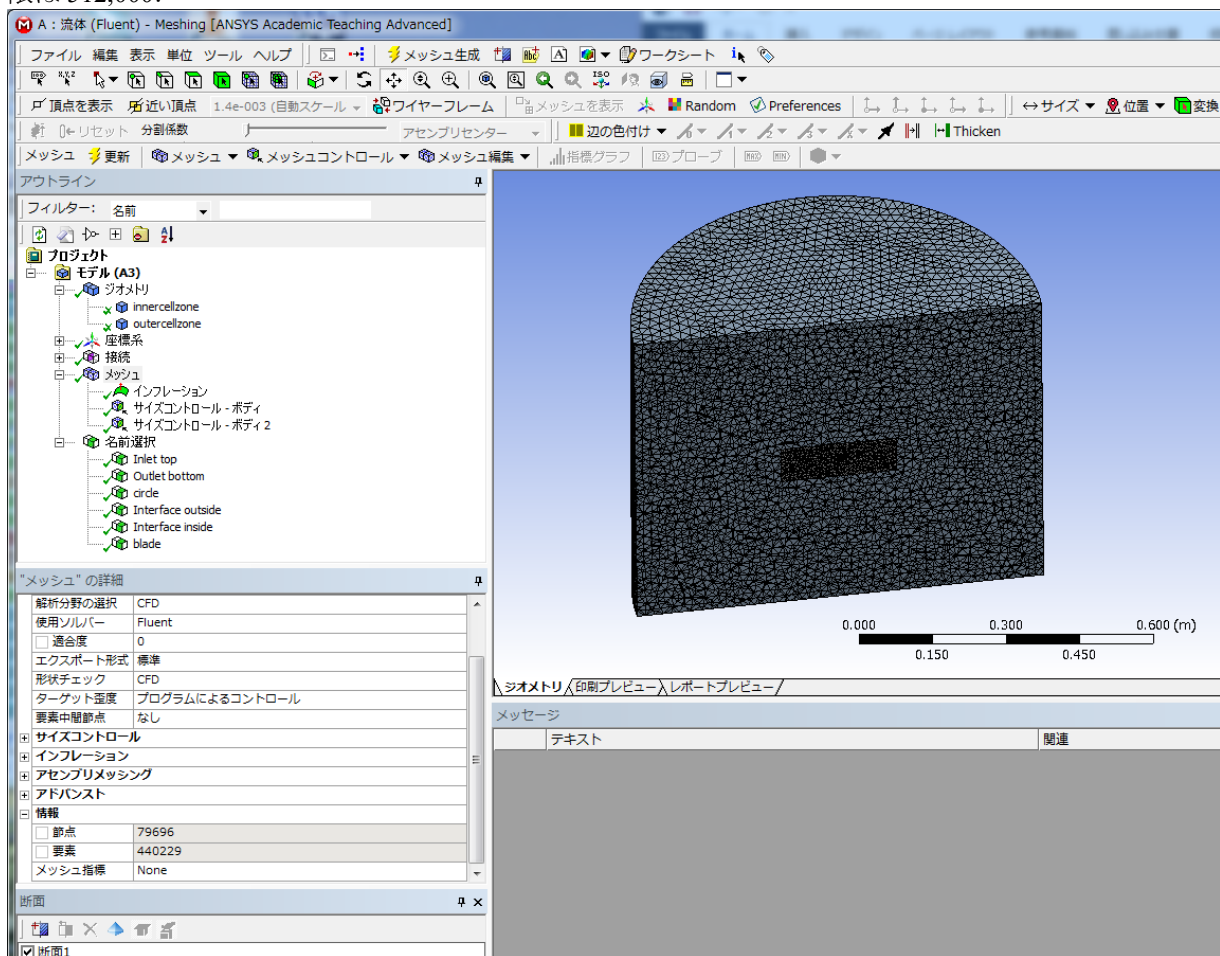 A : 流体 (Fluent) - Meshing [ANSYS Academic Teaching Advanced]
ファイル 編集 表示 単位 ツール ヘルプ メッシュ生成 A ワークシート
頂点を表示 近い頂点 1.4e-003 (自動スケール ワイヤーフレーム メッシュを表示 Random Preferences サイズ 位置 変換
リセット 分割係数 アセンブリセンター 辺の色付け Thicken
メッシュ 更新 メッシュ メッシュコントロール メッシュ編集 指標グラフ プローブ MAX MIN
アウトライン
フィルター: 名前
プロジェクト
モデル (A3)
ジオメトリ
innercellzone
outercellzone
座標系
接続
メッシュ
インフレーション
サイズコントロール - ボディ
サイズコントロール - ボディ 2
名前選択
Inlet top
Outlet bottom
circle
Interface outside
Interface inside
blade
"メッシュ" の詳細
解析分野の選択 CFD
使用ソルバー Fluent
適合度 0
エクスポート形式 標準
形状チェック CFD
ターゲット歪度 プログラムによるコントロール
要素中間節点 なし
サイズコントロール
インフレーション
アセンブリメッシング
アドバンスト
情報
節点 79696
要素 440229
メッシュ指標 None
断面
断面1
0.000 0.300 0.600 (m)
0.150 0.450
ジオメトリ 印刷プレビュー レポートプレビュー
メッセージ
テキスト 関連